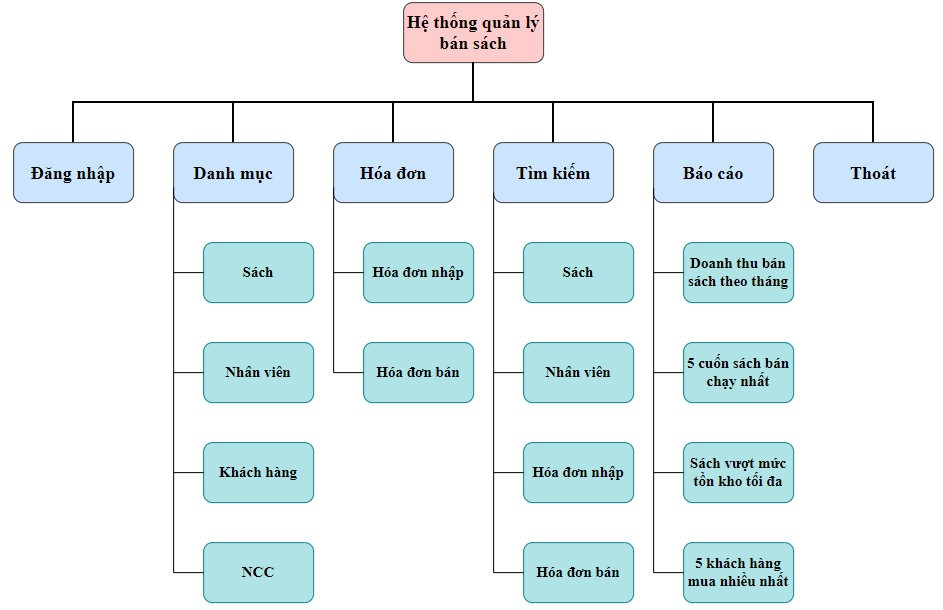 Hệ thống quản lý
bán sách
Đăng nhập
Danh mục
Hóa đơn
Tìm kiếm
Báo cáo
Thoát
Sách
Nhân viên
Khách hàng
NCC
Hóa đơn nhập
Hóa đơn bán
Sách
Nhân viên
Hóa đơn nhập
Hóa đơn bán
Doanh thu bán
sách theo tháng
5 cuốn sách bán
chạy nhất
Sách vượt mức
tồn kho tối đa
5 khách hàng
mua nhiều nhất